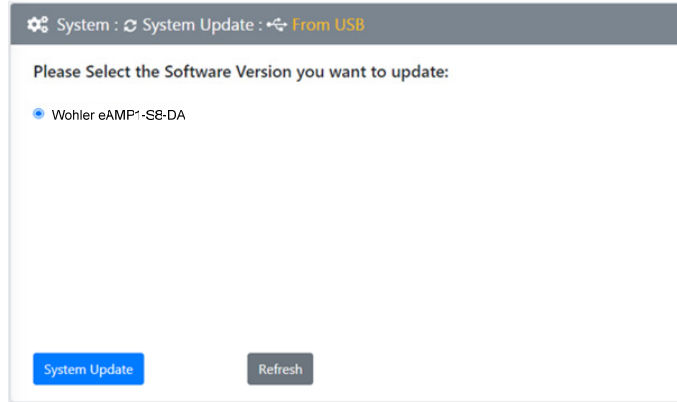 System : System Update : From USB
Please Select the Software Version you want to update:
Wohler eAMP1-S8-DA
System Update Refresh